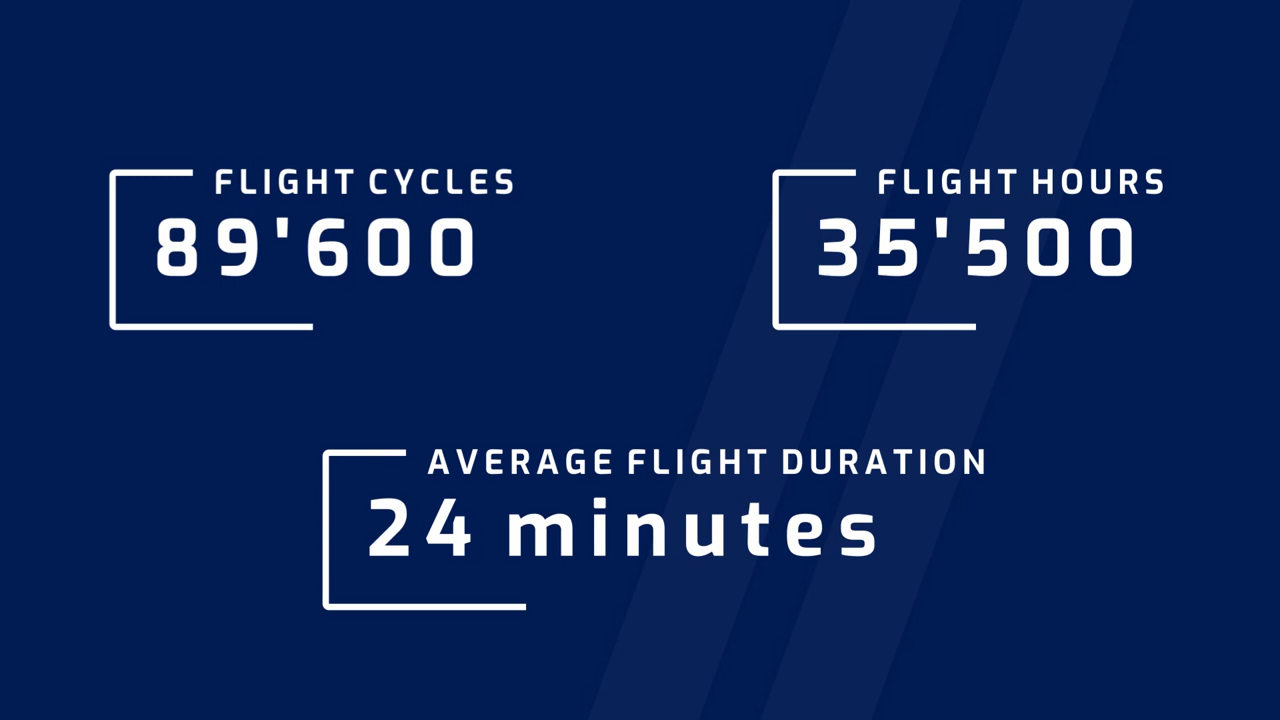 FLIGHT CYCLES
89'600
FLIGHT HOURS
35'500
AVERAGE FLIGHT DURATION
24 minutes